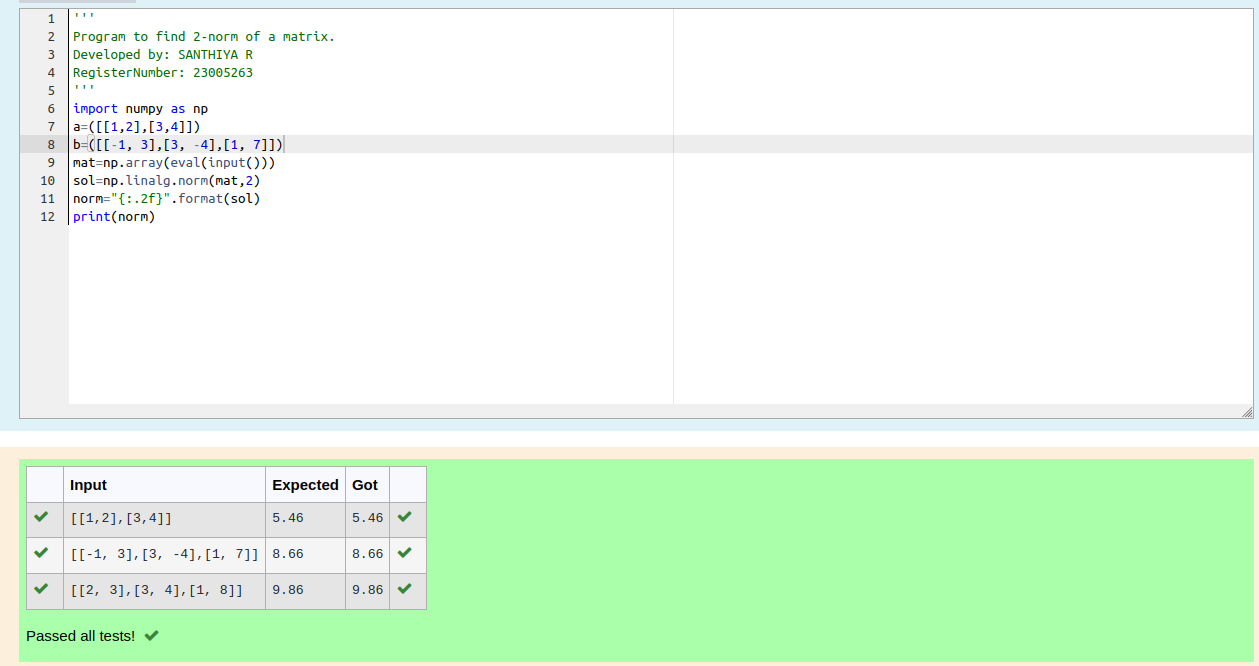 1 '''
2 Program to find 2-norm of a matrix.
3 Developed by: SANTHIYA R
4 RegisterNumber: 23005263
5 '''
6 import numpy as np
7 a=([[1,2],[3,4]])
8 b=([[-1, 3],[3, -4],[1, 7]])
9 mat=np.array(eval(input()))
10 sol=np.linalg.norm(mat,2)
11 norm="{:.2f}".format(sol)
12 print(norm)
Input Expected Got
[[1,2],[3,4]] 5.46 5.46
[[-1, 3],[3, -4],[1, 7]] 8.66 8.66
[[2, 3],[3, 4],[1, 8]] 9.86 9.86
Passed all tests!